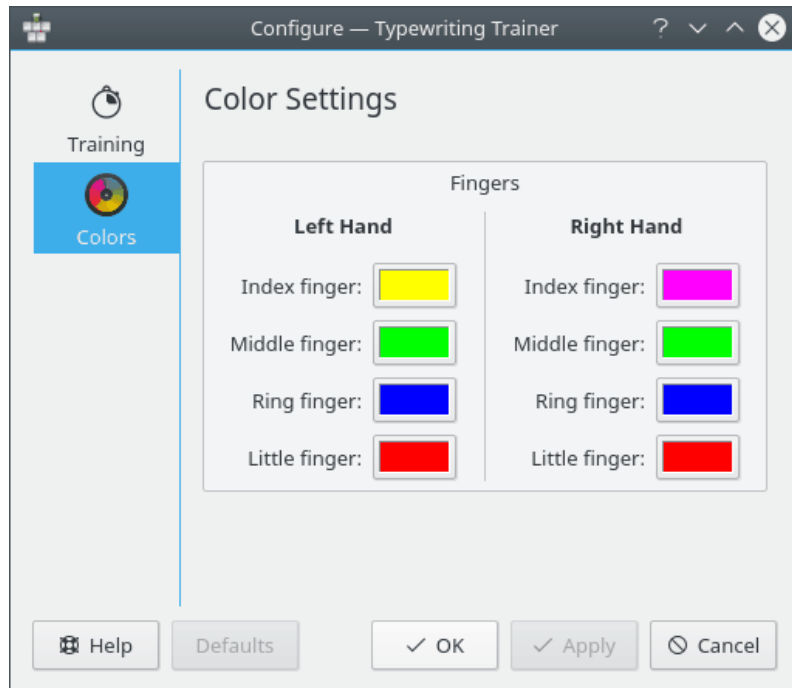 Configure — Typewriting Trainer
Training
Colors
Color Settings
Fingers
Left Hand
Right Hand
Index finger:
Index finger:
Middle finger:
Middle finger:
Ring finger:
Ring finger:
Little finger:
Little finger:
Help
Defaults
OK
Apply
Cancel